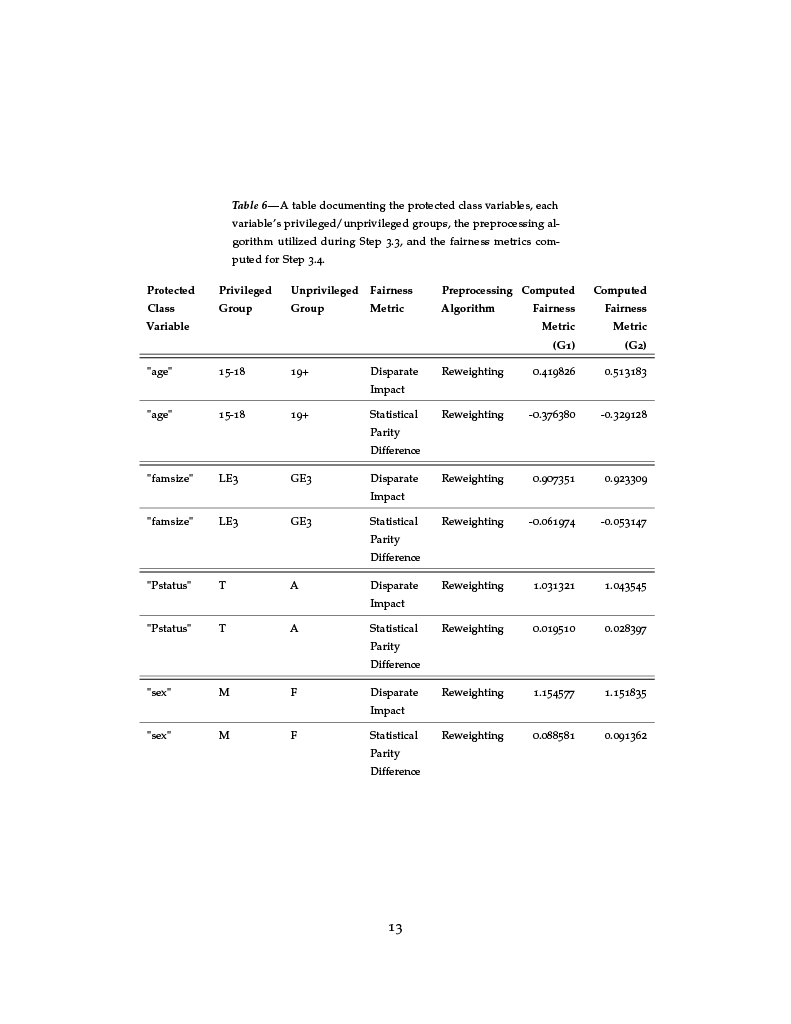 Table 6—A table documenting the protected class variables, each
variable's privileged/unprivileged groups, the preprocessing al-
gorithm utilized during Step 3.3, and the fairness metrics com-
puted for Step 3.4.
Protected Privileged Unprivileged Fairness Preprocessing Computed Computed
Class Group Group Metric Algorithm Fairness Fairness
Variable Metric Metric
(G1) (G2)
"age" 15-18 19+ Disparate Reweighting 0.419826 0.513183
Impact
"age" 15-18 19+ Statistical Reweighting -0.376380 -0.329128
Parity
Difference
"famsize" LE3 GE3 Disparate Reweighting 0.907351 0.923309
Impact
"famsize" LE3 GE3 Statistical Reweighting -0.061974 -0.053147
Parity
Difference
"Pstatus" T A Disparate Reweighting 1.031321 1.043545
Impact
"Pstatus" T A Statistical Reweighting 0.019510 0.028397
Parity
Difference
"sex" M F Disparate Reweighting 1.154577 1.151835
Impact
"sex" M F Statistical Reweighting 0.088581 0.091362
Parity
Difference
13